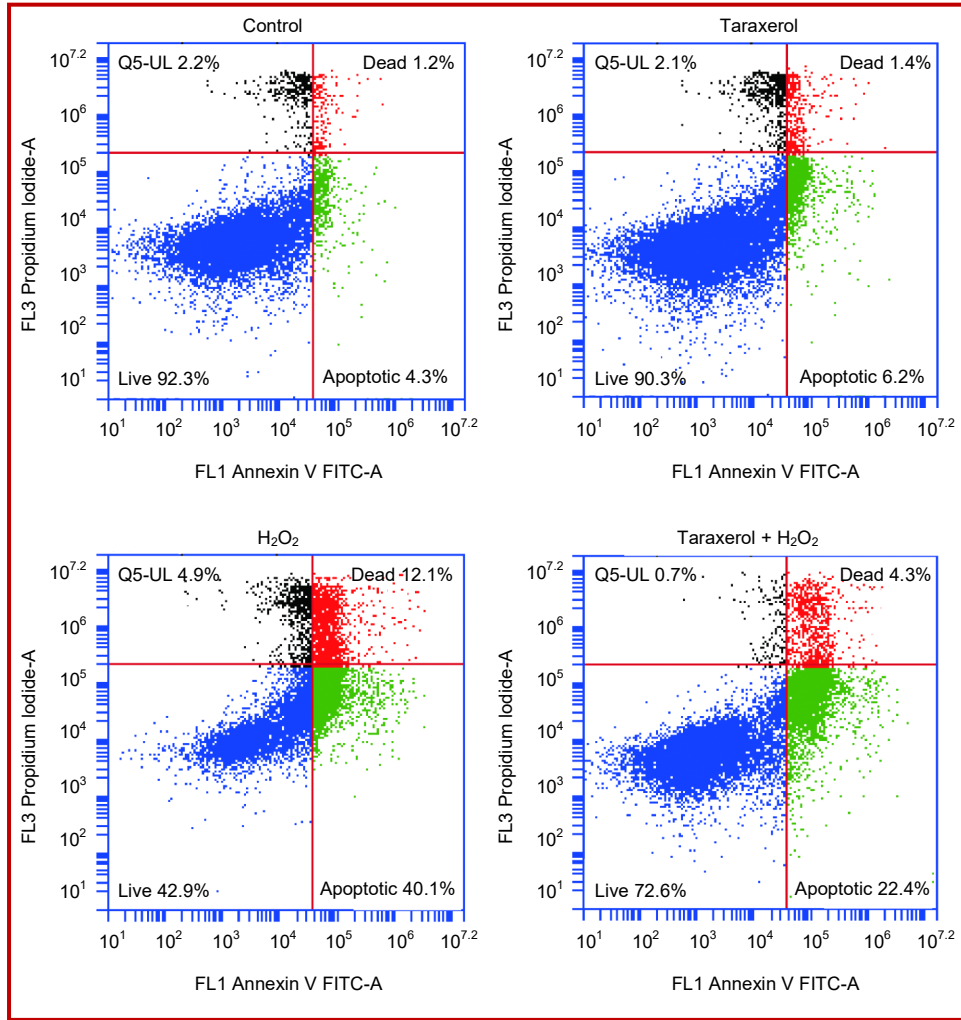 Control
Q5-UL 2.2%
Dead 1.2%
FL3 Propidium Iodide-A
10^7.2
10^6
10^5
10^4
10^3
10^2
10^1
Live 92.3%
Apoptotic 4.3%
10^1 10^2 10^3 10^4 10^5 10^6 10^7.2
FL1 Annexin V FITC-A
Taraxerol
Q5-UL 2.1%
Dead 1.4%
FL3 Propidium Iodide-A
10^7.2
10^6
10^5
10^4
10^3
10^2
10^1
Live 90.3%
Apoptotic 6.2%
10^1 10^2 10^3 10^4 10^5 10^6 10^7.2
FL1 Annexin V FITC-A
H₂O₂
Q5-UL 4.9%
Dead 12.1%
FL3 Propidium Iodide-A
10^7.2
10^6
10^5
10^4
10^3
10^2
10^1
Live 42.9%
Apoptotic 40.1%
10^1 10^2 10^3 10^4 10^5 10^6 10^7.2
FL1 Annexin V FITC-A
Taraxerol + H₂O₂
Q5-UL 0.7%
Dead 4.3%
FL3 Propidium Iodide-A
10^7.2
10^6
10^5
10^4
10^3
10^2
10^1
Live 72.6%
Apoptotic 22.4%
10^1 10^2 10^3 10^4 10^5 10^6 10^7.2
FL1 Annexin V FITC-A